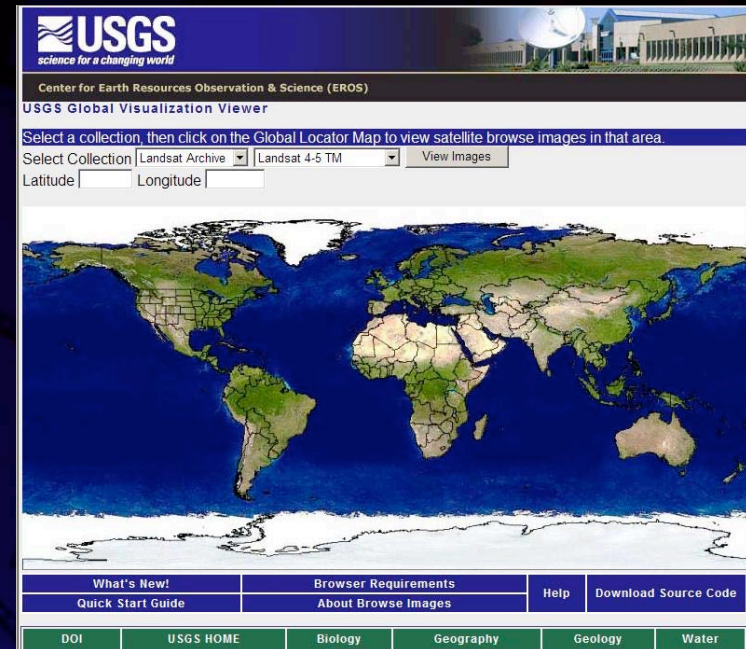 USGS
science for a changing world
Center for Earth Resources Observation & Science (EROS)
USGS Global Visualization Viewer
Select a collection, then click on the Global Locator Map to view satellite browse images in that area.
Select Collection Landsat Archive Landsat 4-5 TM View Images
Latitude Longitude
What's New! Browser Requirements Help Download Source Code
Quick Start Guide About Browse Images
DOI USGS HOME Biology Geography Geology Water